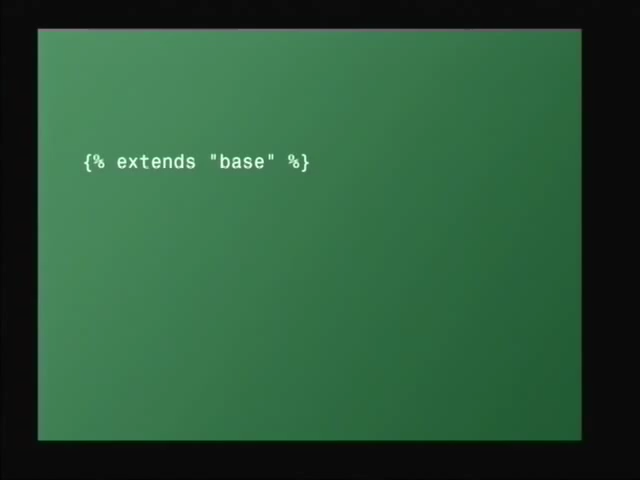 {% extends "base" %}